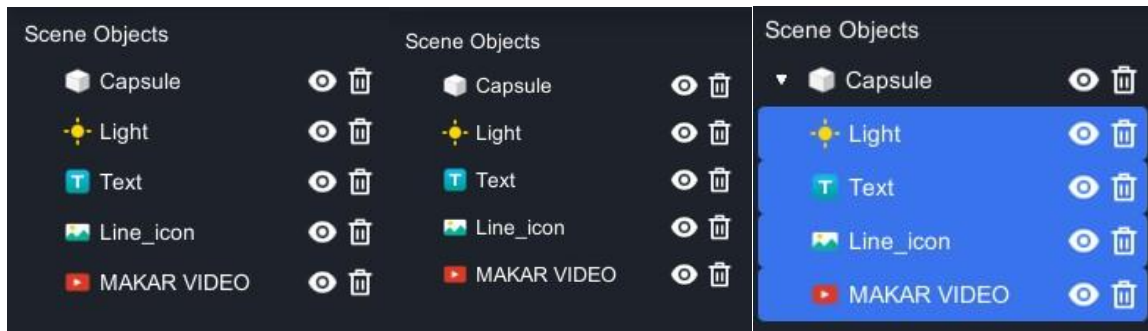 Scene Objects
Capsule
Light
T Text
Line_icon
MAKAR VIDEO
Scene Objects
Capsule
Light
T Text
Line_icon
MAKAR VIDEO
Scene Objects
Capsule
Light
T Text
Line_icon
MAKAR VIDEO